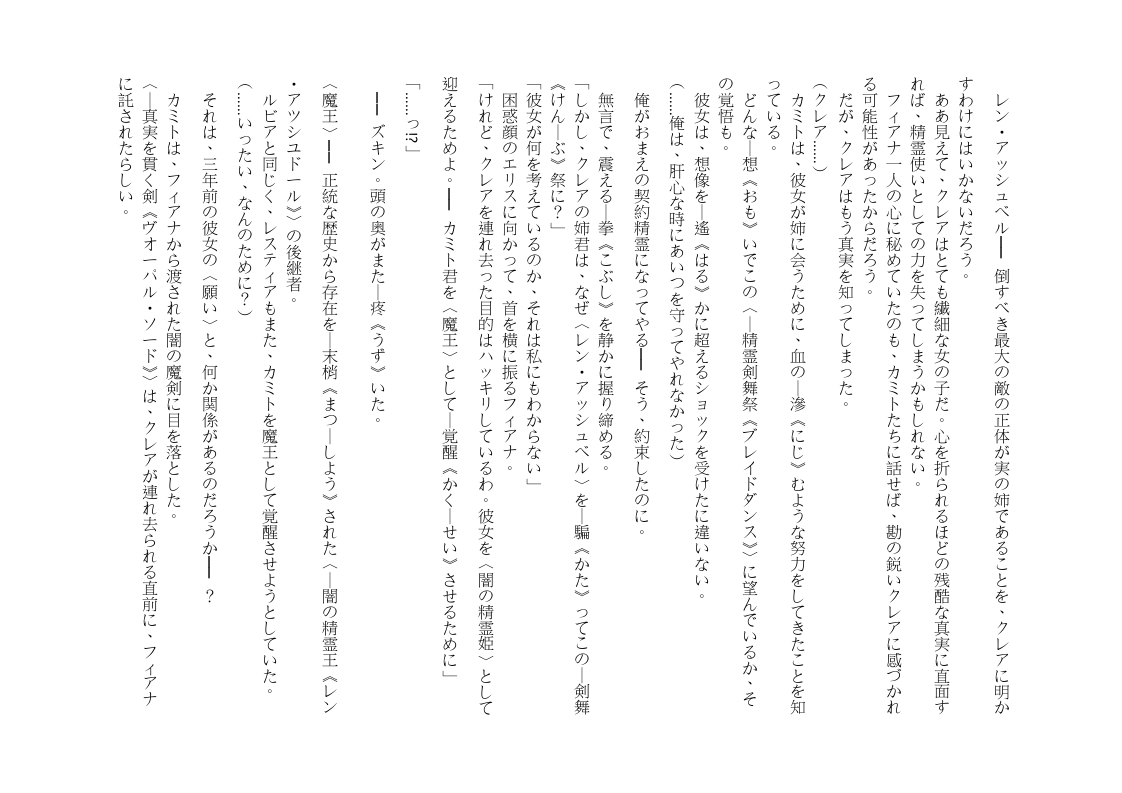 レン・アッシュベル━━ 倒すべき最大の敵の正体が実の姉であることを、クレアに明か
すわけにはいかないだろう。
ああ見えて、クレアはとても繊細な女の子だ。心を折られるほどの残酷な真実に直面す
れば、精霊使いとしての力を失ってしまうかもしれない。
フィアナ一人の心に秘めていたのも、カミトたちに話せば、勘の鋭いクレアに感づかれ
る可能性があったからだろう。
だが、クレアはもう真実を知ってしまった。
（クレア……）
カミトは、彼女が姉に会うために、血の―滲《にじ》むような努力をしてきたことを知
っている。
どんな―想《おも》いでこの〈―精霊剣舞祭《ブレイドダンス》〉に望んでいるか、そ
の覚悟も。
彼女は、想像を―遙《はる》かに超えるショックを受けたに違いない。
（……俺は、肝心な時にあいつを守ってやれなかった）
俺がおまえの契約精霊になってやる━━ そう、約束したのに。
無言で、震える―拳《こぶし》を静かに握り締める。
「しかし、クレアの姉君は、なぜ〈レン・アッシュベル〉を―騙《かた》ってこの―剣舞
《けん―ぶ》祭に？」
「彼女が何を考えているのか、それは私にもわからない」
困惑顔のエリスに向かって、首を横に振るフィアナ。
「けれど、クレアを連れ去った目的はハッキリしているわ。彼女を〈闇の精霊姫〉として
迎えるためよ。━━ カミト君を〈魔王〉として―覚醒《かく―せい》させるために」
「……っ!?」
━━ ズキン。頭の奥がまた―疼《うず》いた。
〈魔王〉━━ 正統な歴史から存在を―末梢《まつ―しよう》された〈―闇の精霊王《レン
・アツシユドール》〉の後継者。
ルビアと同じく、レスティアもまた、カミトを魔王として覚醒させようとしていた。
（……いったい、なんのために？）
それは、三年前の彼女の〈願い〉と、何か関係があるのだろうか━━ ？
カミトは、フィアナから渡された闇の魔剣に目を落とした。
〈―真実を貫く剣《ヴォーパル・ソード》〉は、クレアが連れ去られる直前に、フィアナ
に託されたらしい。